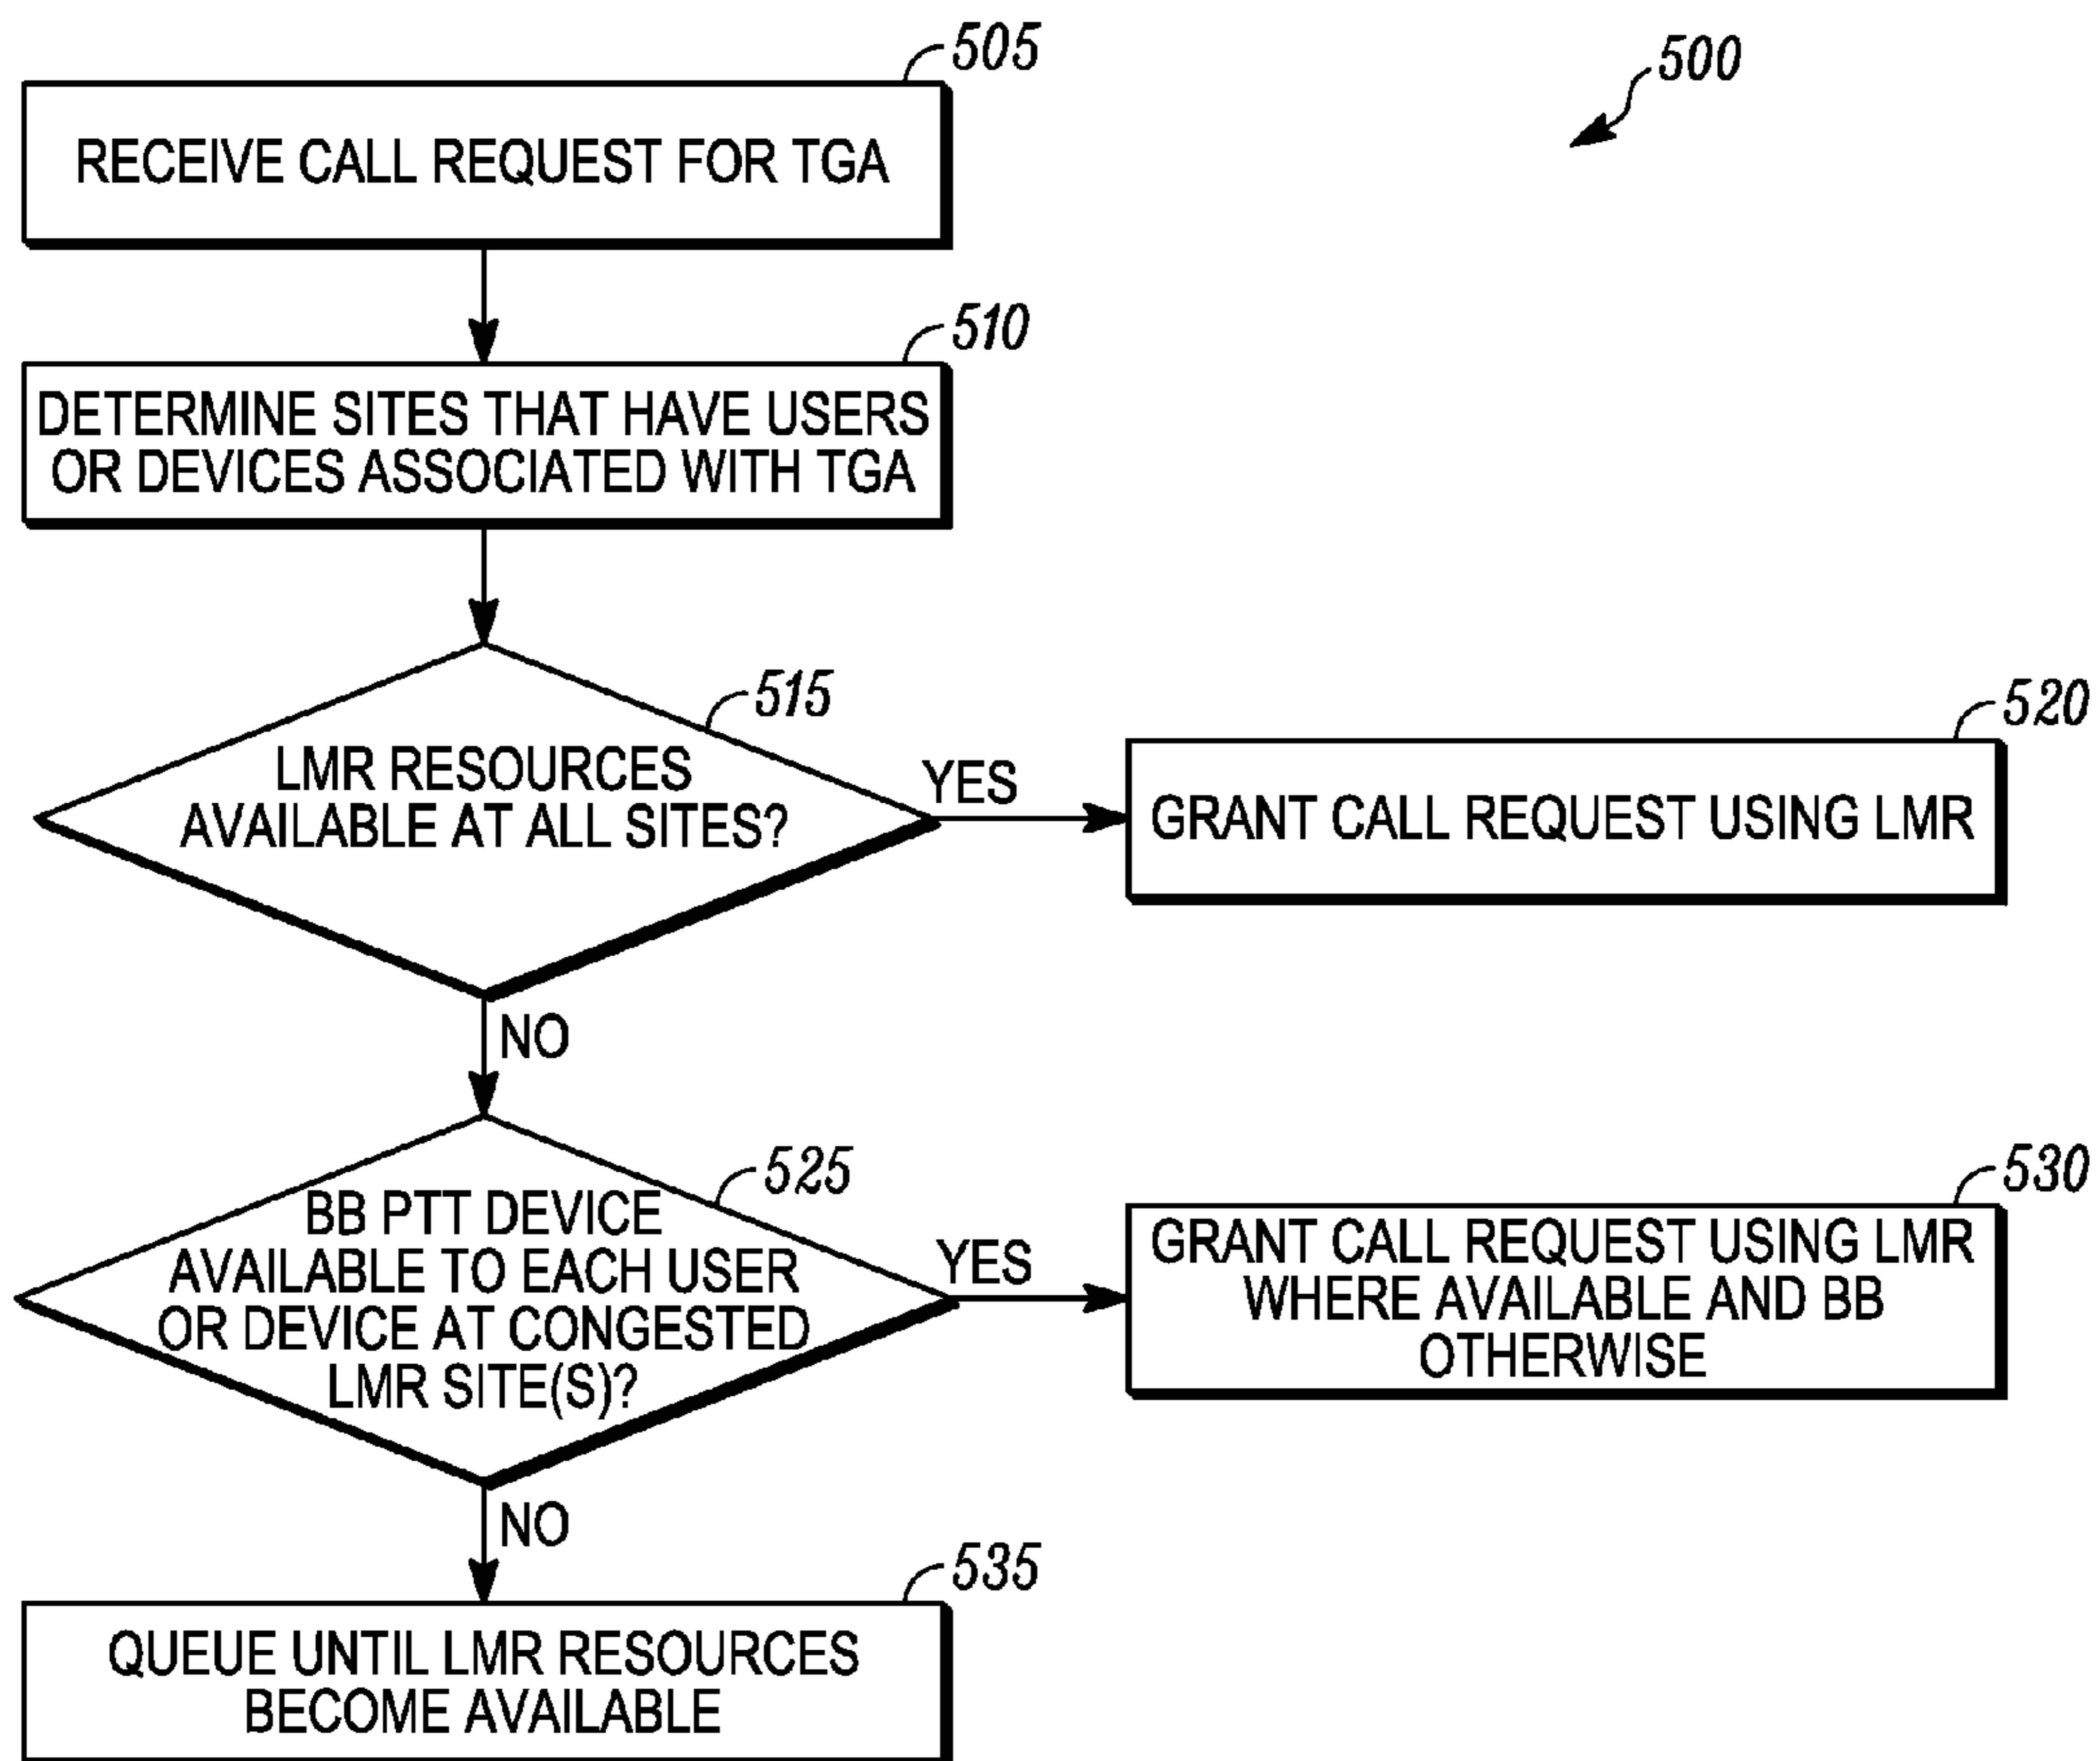 505
500
RECEIVE CALL REQUEST FOR TGA
510
DETERMINE SITES THAT HAVE USERS
OR DEVICES ASSOCIATED WITH TGA
515
LMR RESOURCES
AVAILABLE AT ALL SITES?
YES
520
GRANT CALL REQUEST USING LMR
NO
525
BB PTT DEVICE
AVAILABLE TO EACH USER
OR DEVICE AT CONGESTED
LMR SITE(S)?
YES
530
GRANT CALL REQUEST USING LMR
WHERE AVAILABLE AND BB
OTHERWISE
NO
535
QUEUE UNTIL LMR RESOURCES
BECOME AVAILABLE